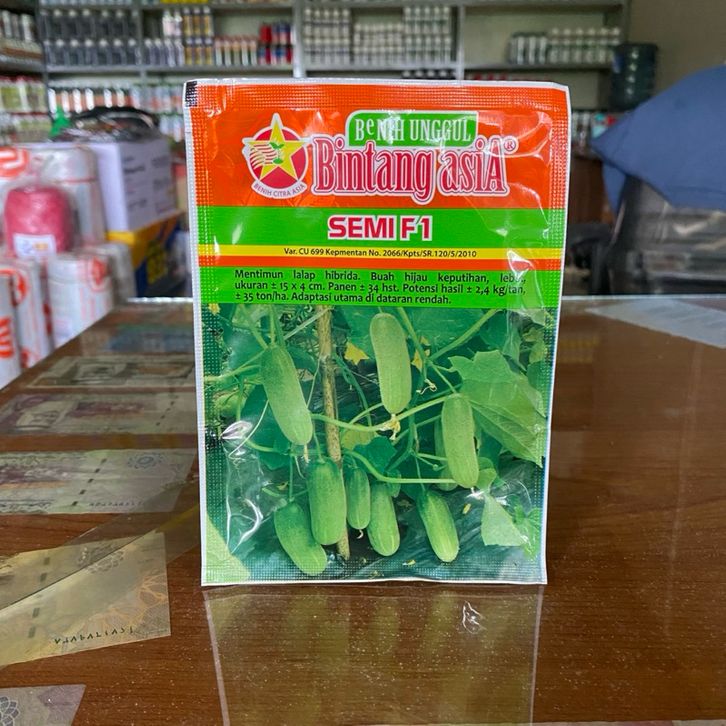 BeNIH UNGGUL
Bintang asiA®
BENIH CITRA ASIA
SEMI F1
Var. CU 699 Kepmentan No. 2066/Kpts/SR.120/5/2010
Mentimun lalap hibrida. Buah hijau keputihan, lebat,
ukuran ± 15 x 4 cm. Panen ± 34 hst. Potensi hasil ± 2,4 kg/tan,
± 35 ton/ha. Adaptasi utama di dataran rendah.